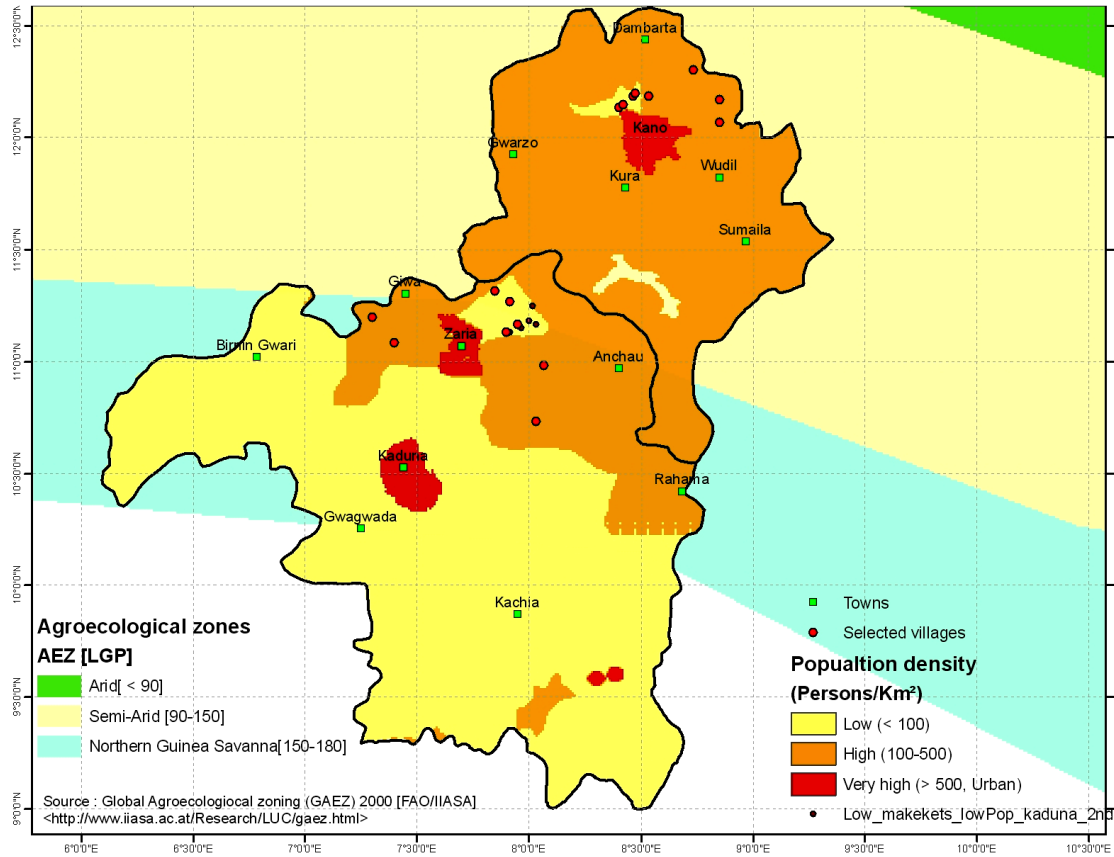 12°30'0"N
12°0'0"N
11°30'0"N
11°0'0"N
10°30'0"N
10°0'0"N
9°30'0"N
9°0'0"N
Dambarta
Kano
Gwarzo
Wudil
Kura
Sumaila
Giwa
Zaria
Birnin Gwari
Anchau
Kaduna
Rahama
Gwagwada
Kachia
Agroecological zones
AEZ [LGP]
Arid[ < 90]
Semi-Arid [90-150]
Northern Guinea Savanna[150-180]
Source : Global Agroecologiocal zoning (GAEZ) 2000 [FAO/IIASA]
<http://www.iiasa.ac.at/Research/LUC/gaez.html>
Towns
Selected villages
Popualtion density
(Persons/Km²)
Low (< 100)
High (100-500)
Very high (> 500, Urban)
Low_makekets_lowPop_kaduna_2nd
6°0'0"E
6°30'0"E
7°0'0"E
7°30'0"E
8°0'0"E
8°30'0"E
9°0'0"E
9°30'0"E
10°0'0"E
10°30'0"E